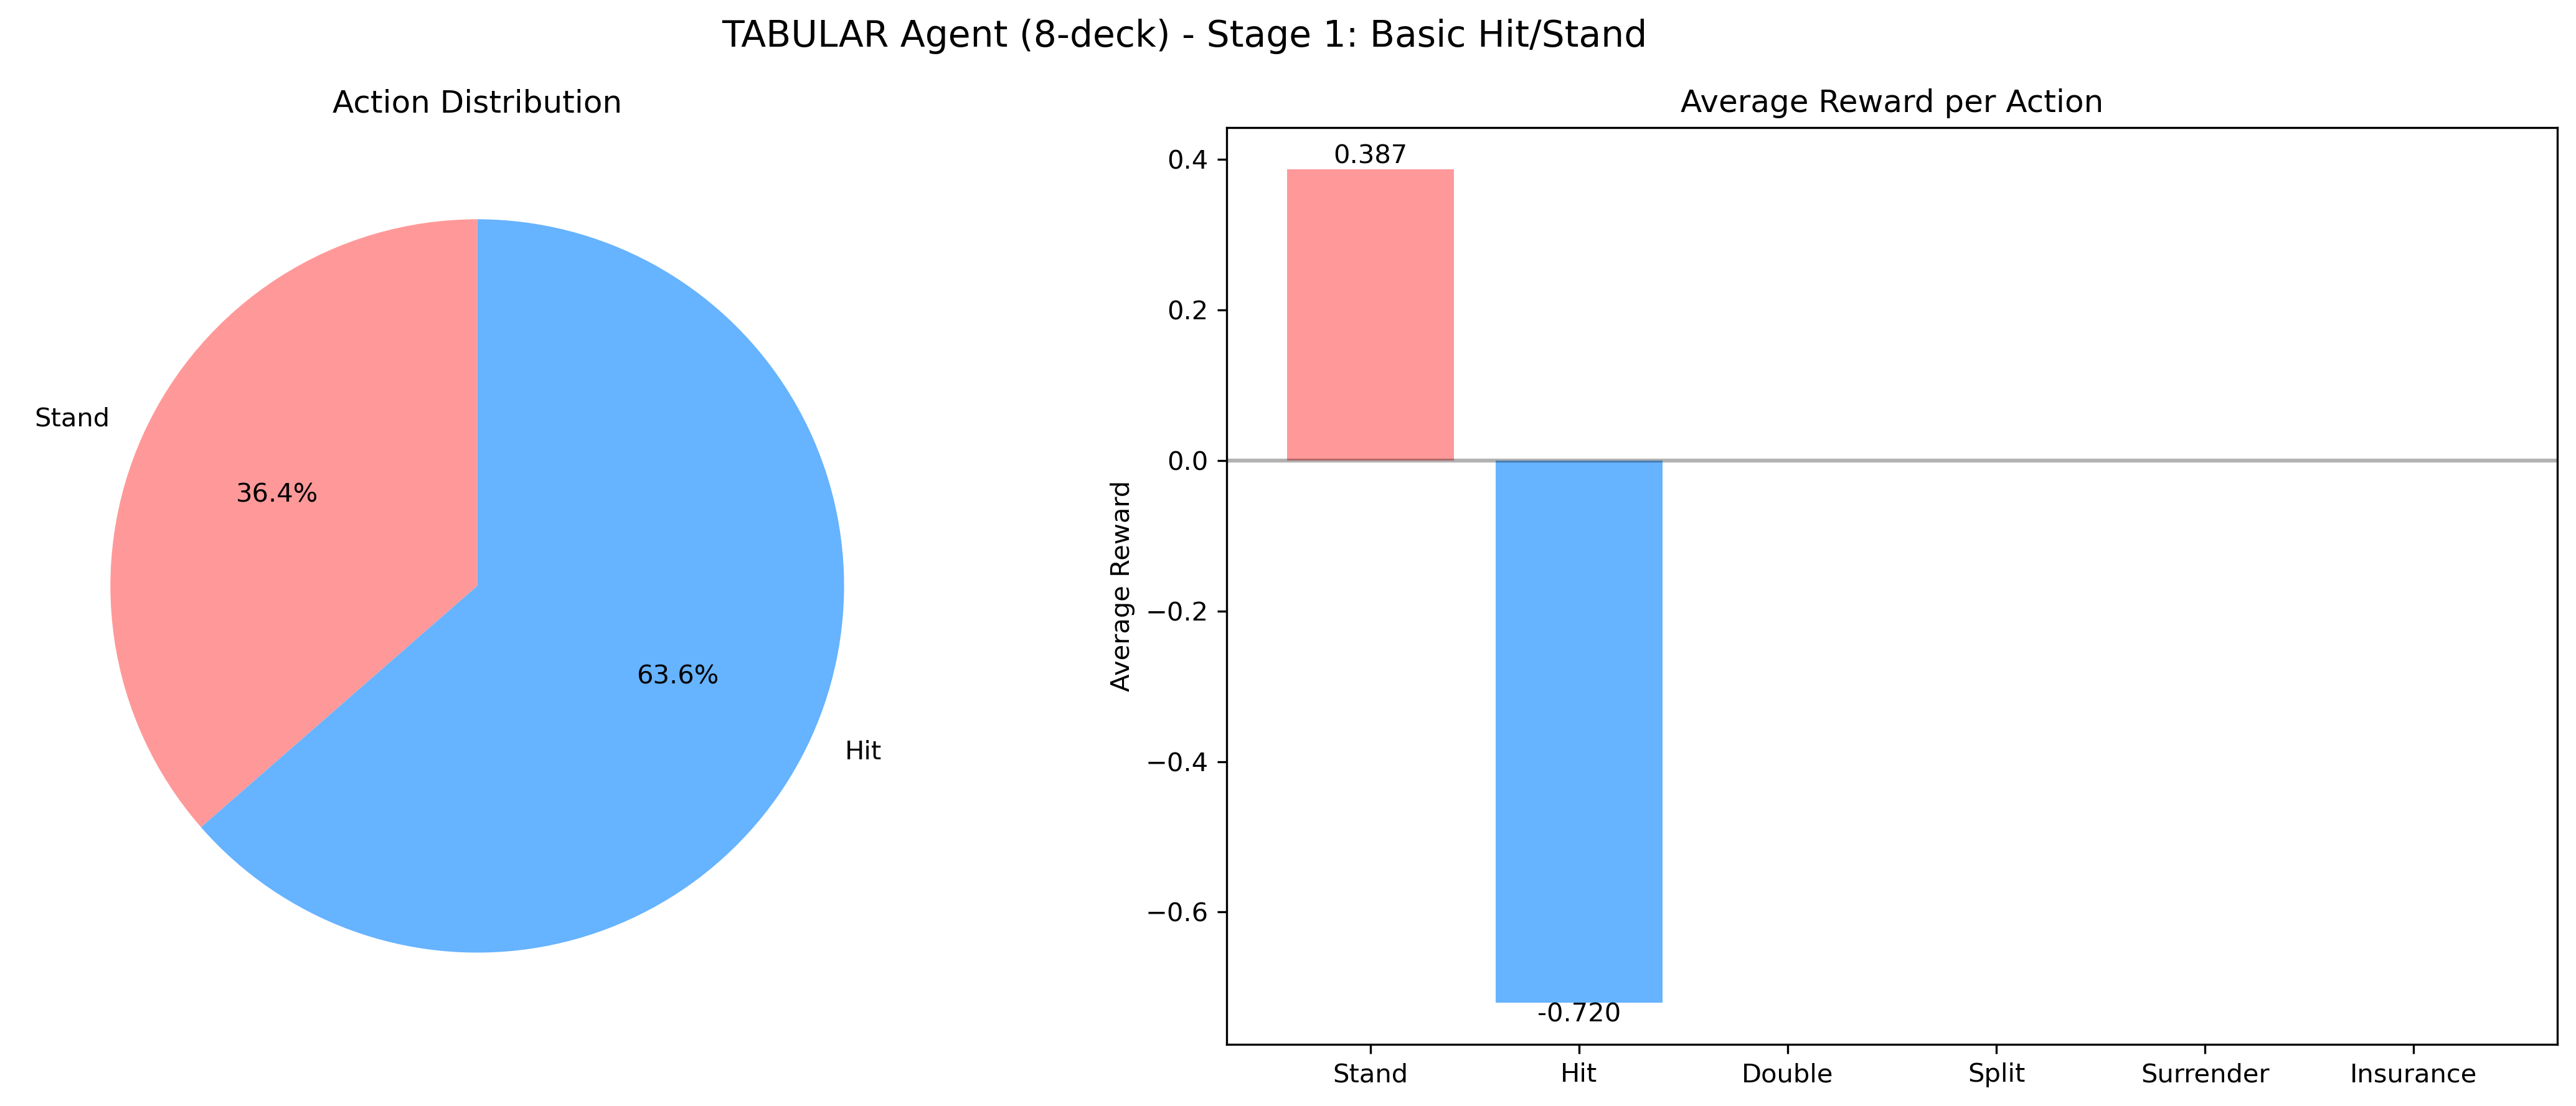 TABULAR Agent (8-deck) - Stage 1: Basic Hit/Stand
Action Distribution
Stand
36.4%
63.6%
Hit
Average Reward per Action
Average Reward
0.4
0.2
0.0
−0.2
−0.4
−0.6
0.387
-0.720
Stand Hit Double Split Surrender Insurance